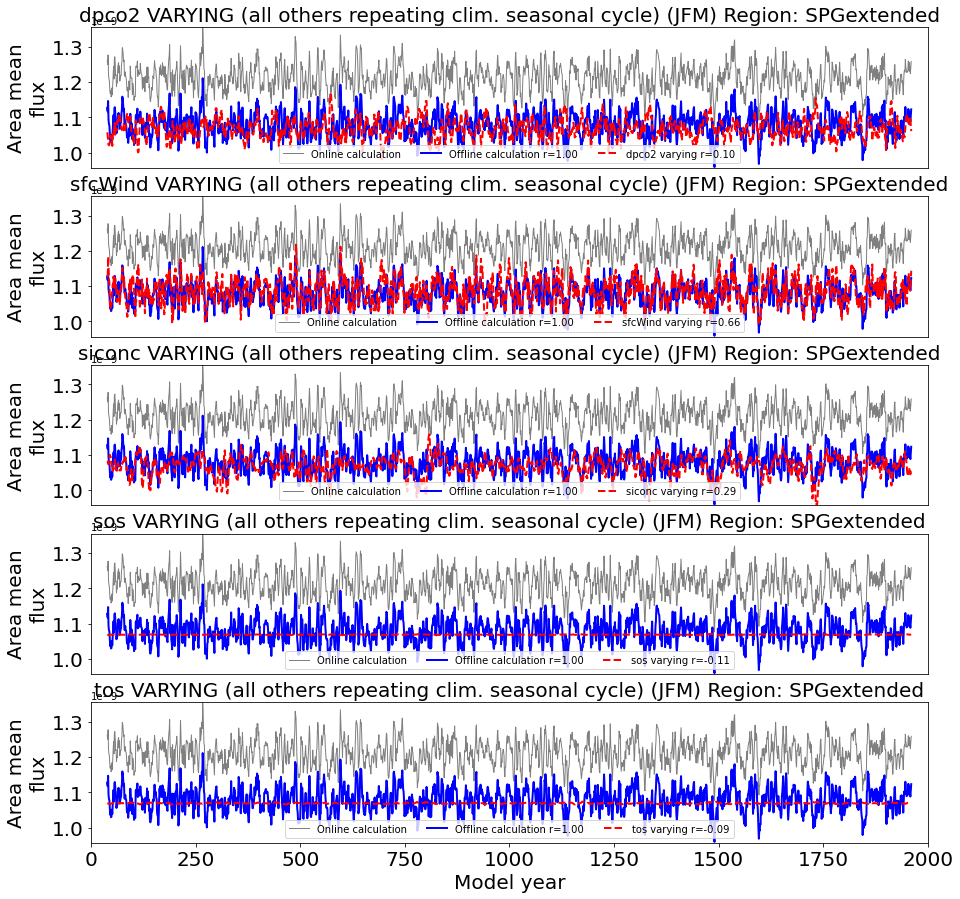 dpco2 VARYING (all others repeating clim. seasonal cycle) (JFM) Region: SPGextended
1e−9
1.3
1.2
1.1
1.0
Area mean
flux
Online calculation
Offline calculation r=1.00
dpco2 varying r=0.10
sfcWind VARYING (all others repeating clim. seasonal cycle) (JFM) Region: SPGextended
1e−9
1.3
1.2
1.1
1.0
Area mean
flux
Online calculation
Offline calculation r=1.00
sfcWind varying r=0.66
siconc VARYING (all others repeating clim. seasonal cycle) (JFM) Region: SPGextended
1e−9
1.3
1.2
1.1
1.0
Area mean
flux
Online calculation
Offline calculation r=1.00
siconc varying r=0.29
sos VARYING (all others repeating clim. seasonal cycle) (JFM) Region: SPGextended
1e−9
1.3
1.2
1.1
1.0
Area mean
flux
Online calculation
Offline calculation r=1.00
sos varying r=-0.11
tos VARYING (all others repeating clim. seasonal cycle) (JFM) Region: SPGextended
1e−9
1.3
1.2
1.1
1.0
Area mean
flux
Online calculation
Offline calculation r=1.00
tos varying r=-0.09
0 250 500 750 1000 1250 1500 1750 2000
Model year